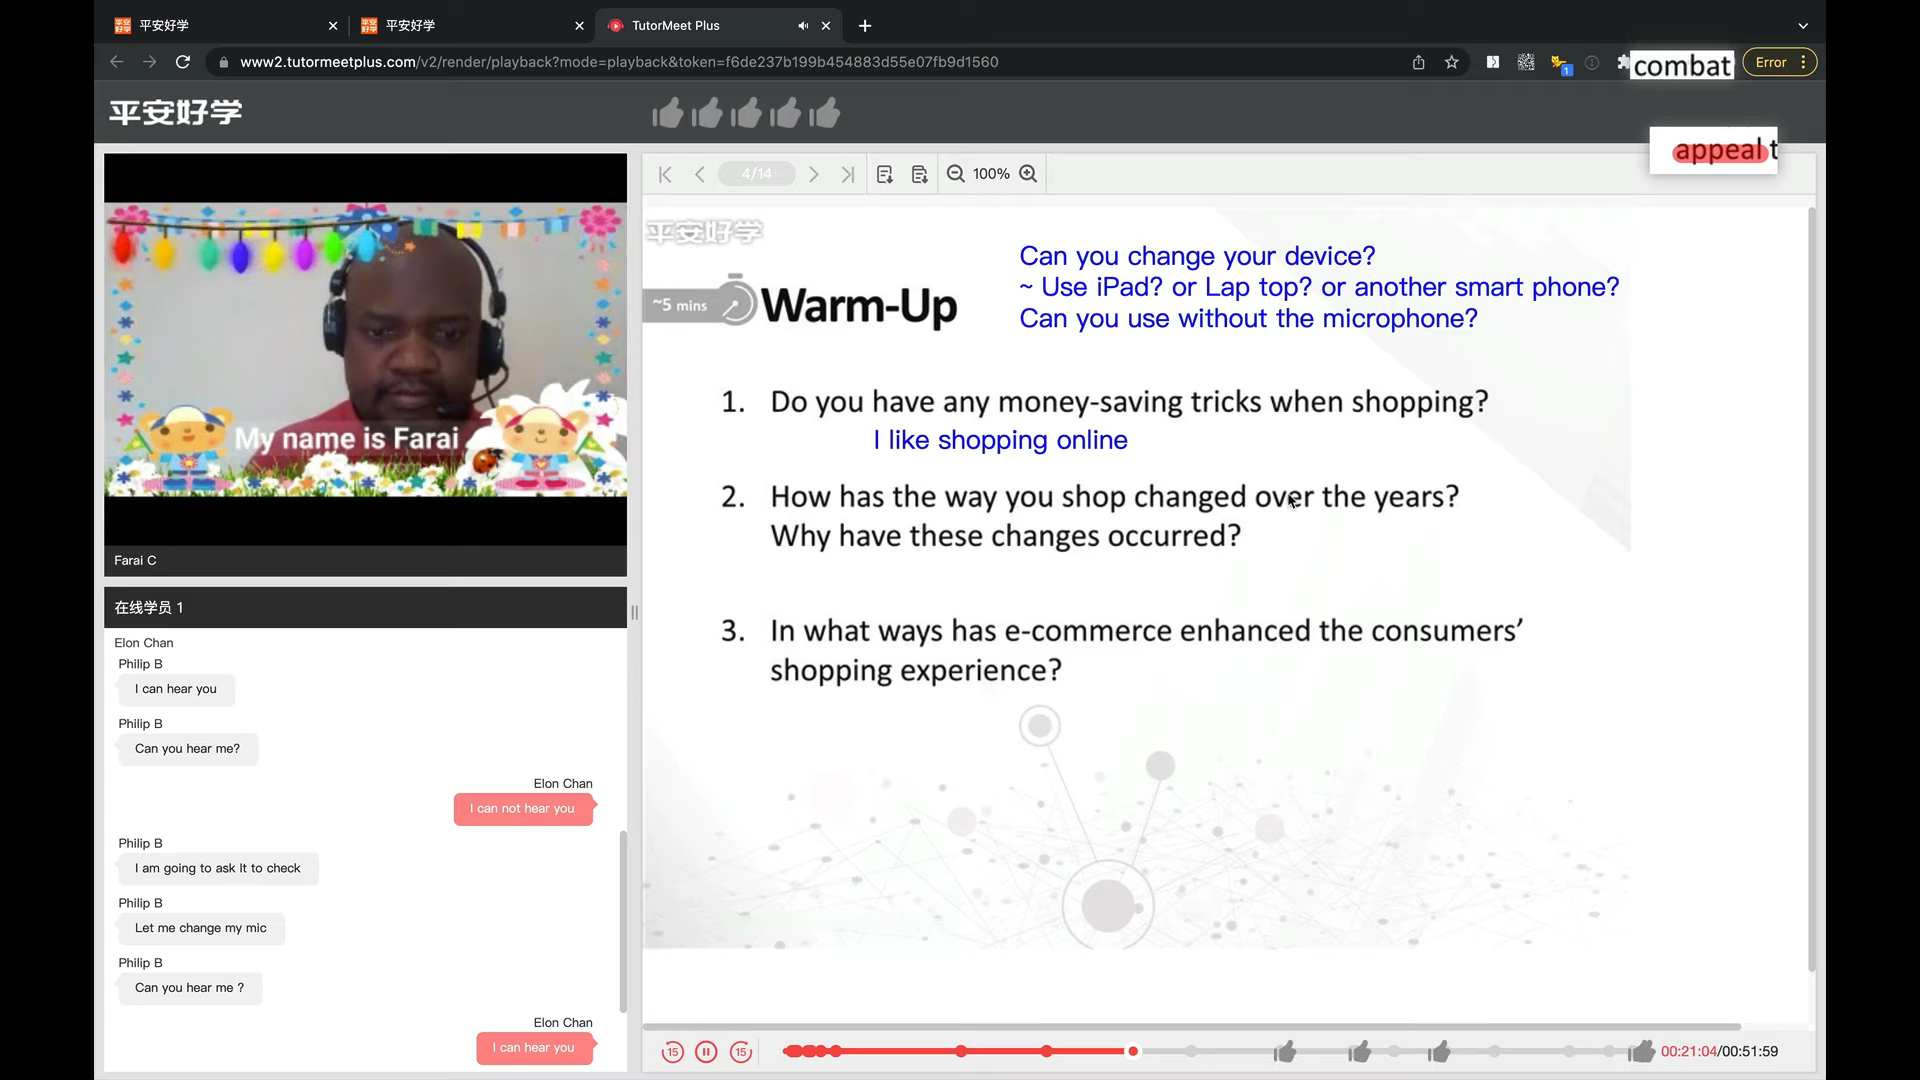 平安好学
平安好学
TutorMeet Plus
www2.tutormeetplus.com/v2/render/playback?mode=playback&token=f6de237b199b454883d55e07fb9d1560
1
combat
Error
平安好学
appeal t
4/14
100%
平安好学
~5 mins
Warm-Up
Can you change your device?
~ Use iPad? or Lap top? or another smart phone?
Can you use without the microphone?
1. Do you have any money-saving tricks when shopping?
I like shopping online
2. How has the way you shop changed over the years?
Why have these changes occurred?
3. In what ways has e-commerce enhanced the consumers’
shopping experience?
My name is Farai
Farai C
在线学员 1
Elon Chan
Philip B
I can hear you
Philip B
Can you hear me?
Elon Chan
I can not hear you
Philip B
I am going to ask It to check
Philip B
Let me change my mic
Philip B
Can you hear me ?
Elon Chan
I can hear you
15
15
00:21:04/00:51:59